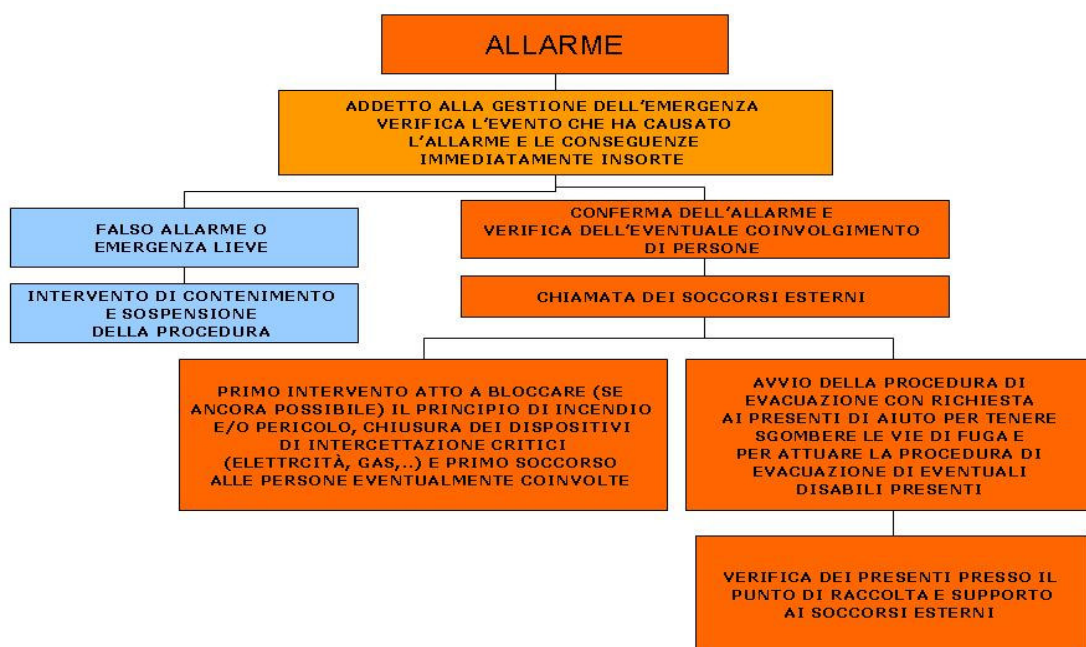 ALLARME
ADDETTO ALLA GESTIONE DELL'EMERGENZA
VERIFICA L'EVENTO CHE HA CAUSATO
L'ALLARME E LE CONSEGUENZE
IMMEDIATAMENTE INSORTE
FALSO ALLARME O
EMERGENZA LIEVE
INTERVENTO DI CONTENIMENTO
E SOSPENSIONE
DELLA PROCEDURA
CONFERMA DELL'ALLARME E
VERIFICA DELL'EVENTUALE COINVOLGIMENTO
DI PERSONE
CHIAMATA DEI SOCCORSI ESTERNI
PRIMO INTERVENTO ATTO A BLOCCARE (SE
ANCORA POSSIBILE) IL PRINCIPIO DI INCENDIO
E/O PERICOLO, CHIUSURA DEI DISPOSITIVI
DI INTERCETTAZIONE CRITICI
(ELETTRCITÀ, GAS,..) E PRIMO SOCCORSO
ALLE PERSONE EVENTUALMENTE COINVOLTE
AVVIO DELLA PROCEDURA DI
EVACUAZIONE CON RICHIESTA
AI PRESENTI DI AIUTO PER TENERE
SGOMBERE LE VIE DI FUGA E
PER ATTUARE LA PROCEDURA DI
EVACUAZIONE DI EVENTUALI
DISABILI PRESENTI
VERIFICA DEI PRESENTI PRESSO IL
PUNTO DI RACCOLTA E SUPPORTO
AI SOCCORSI ESTERNI